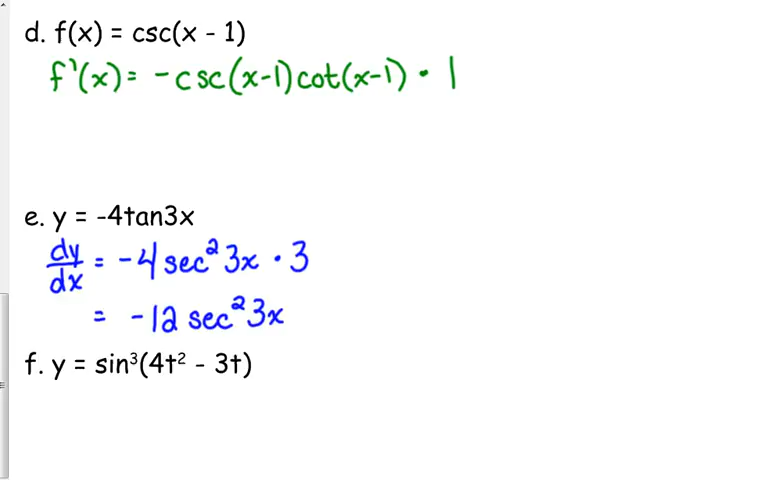 d. f(x) = csc(x - 1)
f'(x) = -csc(x-1)cot(x-1) • 1
e. y = -4tan3x
dy/dx = -4 sec² 3x • 3
= -12 sec² 3x
f. y = sin³(4t² - 3t)